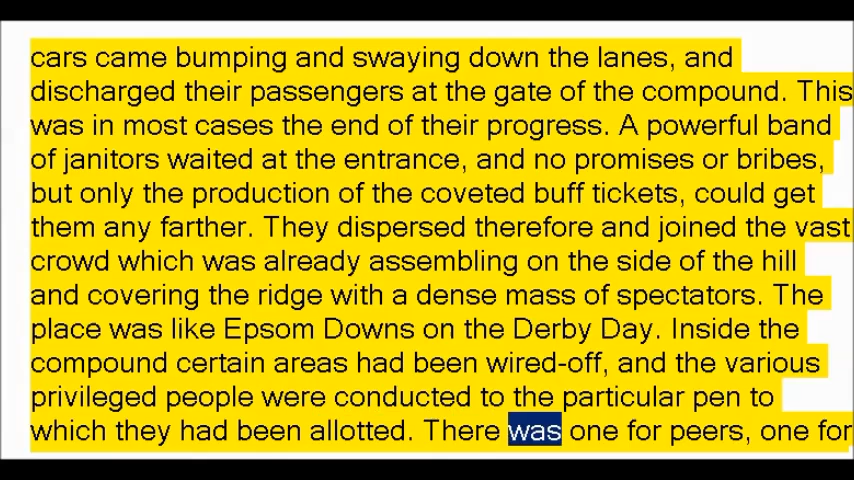 cars came bumping and swaying down the lanes, and
discharged their passengers at the gate of the compound. This
was in most cases the end of their progress. A powerful band
of janitors waited at the entrance, and no promises or bribes,
but only the production of the coveted buff tickets, could get
them any farther. They dispersed therefore and joined the vast
crowd which was already assembling on the side of the hill
and covering the ridge with a dense mass of spectators. The
place was like Epsom Downs on the Derby Day. Inside the
compound certain areas had been wired-off, and the various
privileged people were conducted to the particular pen to
which they had been allotted. There was one for peers, one for